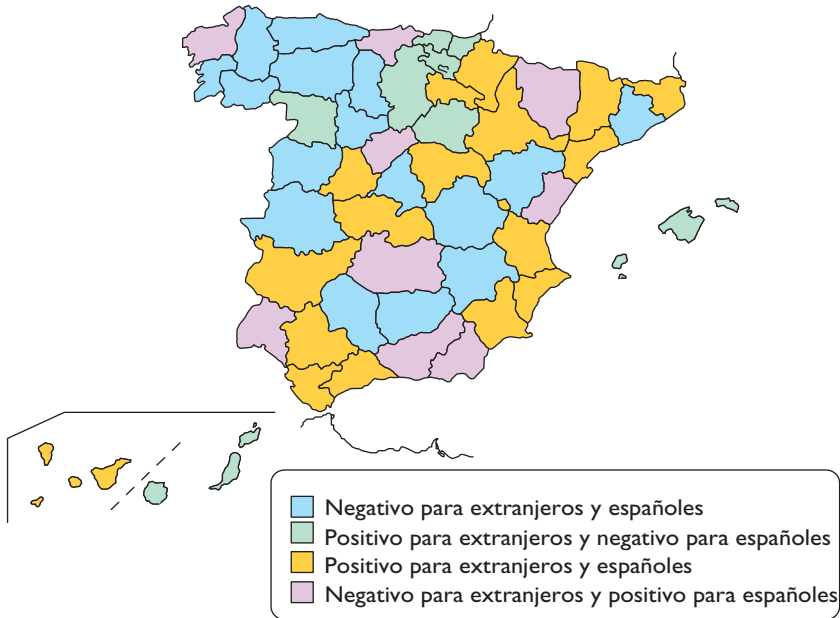 Negativo para extranjeros y españoles
Positivo para extranjeros y negativo para españoles
Positivo para extranjeros y españoles
Negativo para extranjeros y positivo para españoles